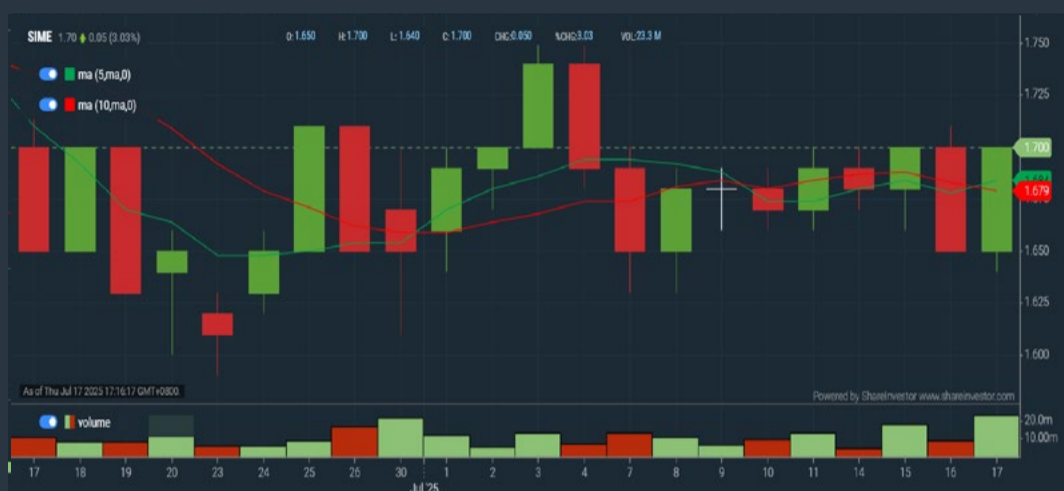 SIME 1.70 0.05 (3.03%) O:1.650 H:1.700 L:1.640 C:1.700 CHG:0.050 %CHG:3.03 VOL:23.3 M
ma (5,ma,0)
ma (10,ma,0)
1.750
1.725
1.700
1.684
1.679
1.650
1.625
1.600
As of Thu Jul 17 2025 17:16:17 GMT+0800
Powered by ShareInvestor www.shareinvestor.com
volume
20.0m
10.00m
17 18 19 20 23 24 25 26 30 1 2 3 4 7 8 9 10 11 14 15 16 17
Jul '25